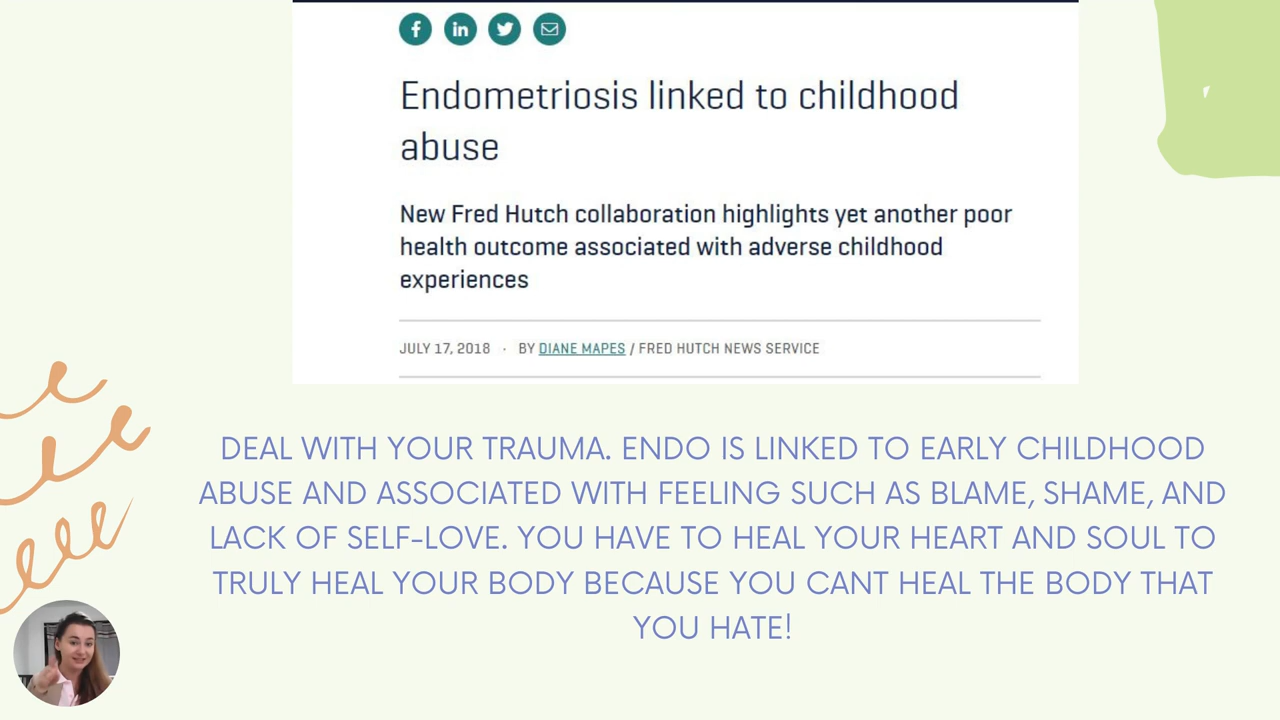 Endometriosis linked to childhood
abuse
New Fred Hutch collaboration highlights yet another poor
health outcome associated with adverse childhood
experiences
JULY 17, 2018 · BY DIANE MAPES / FRED HUTCH NEWS SERVICE
DEAL WITH YOUR TRAUMA. ENDO IS LINKED TO EARLY CHILDHOOD
ABUSE AND ASSOCIATED WITH FEELING SUCH AS BLAME, SHAME, AND
LACK OF SELF-LOVE. YOU HAVE TO HEAL YOUR HEART AND SOUL TO
TRULY HEAL YOUR BODY BECAUSE YOU CANT HEAL THE BODY THAT
YOU HATE!